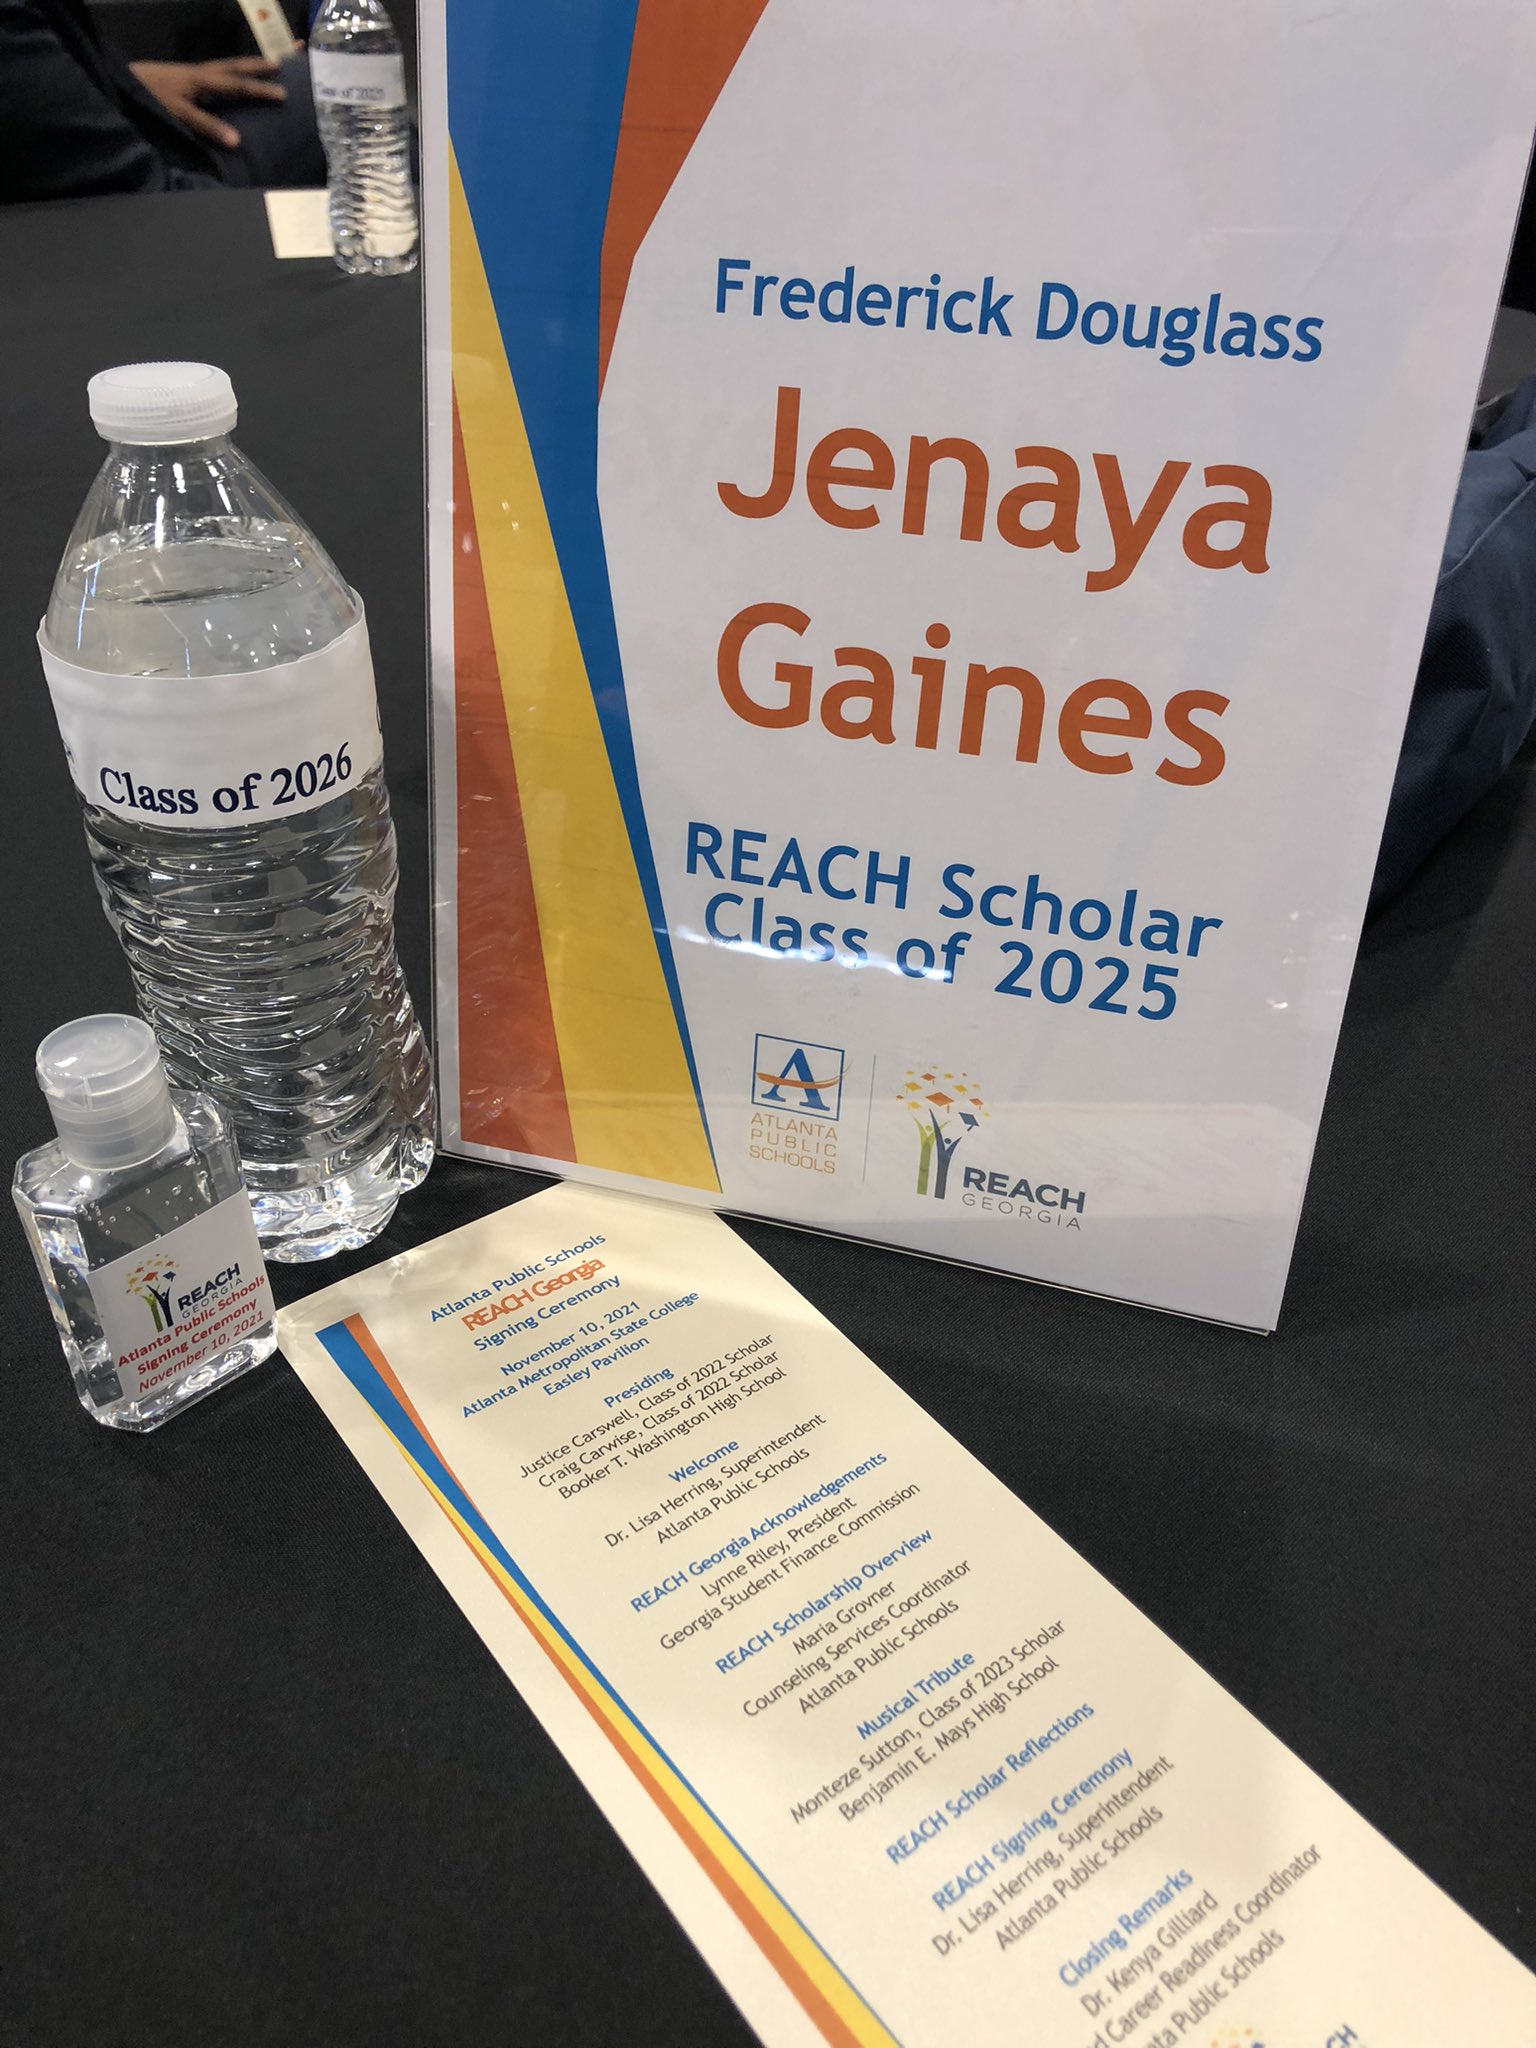 Class of 2025
Frederick Douglass
Jenaya
Gaines
REACH Scholar
Class of 2025
A
ATLANTA
PUBLIC
SCHOOLS
REACH
GEORGIA
Class of 2026
REACH
GEORGIA
Atlanta Public Schools
Signing Ceremony
November 10, 2021
Atlanta Public Schools
REACH Georgia
Signing Ceremony
November 10, 2021
Atlanta Metropolitan State College
Easley Pavilion
Presiding
Justice Carswell, Class of 2022 Scholar
Craig Carwise, Class of 2022 Scholar
Booker T. Washington High School
Welcome
Dr. Lisa Herring, Superintendent
Atlanta Public Schools
REACH Georgia Acknowledgements
Lynne Riley, President
Georgia Student Finance Commission
REACH Scholarship Overview
Maria Grovner
Counseling Services Coordinator
Atlanta Public Schools
Musical Tribute
Monteze Sutton, Class of 2023 Scholar
Benjamin E. Mays High School
REACH Scholar Reflections
REACH Signing Ceremony
Dr. Lisa Herring, Superintendent
Atlanta Public Schools
Closing Remarks
Dr. Kenya Gilliard
d Career Readiness Coordinator
nta Public Schools
CH